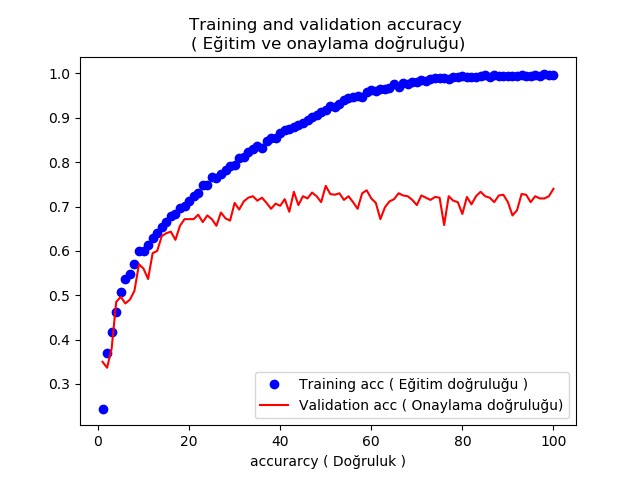 Training and validation accuracy
( Eğitim ve onaylama doğruluğu)
1.0
0.9
0.8
0.7
0.6
0.5
0.4
0.3
Training acc ( Eğitim doğruluğu )
Validation acc ( Onaylama doğruluğu)
0 20 40 60 80 100
accurarcy ( Doğruluk )